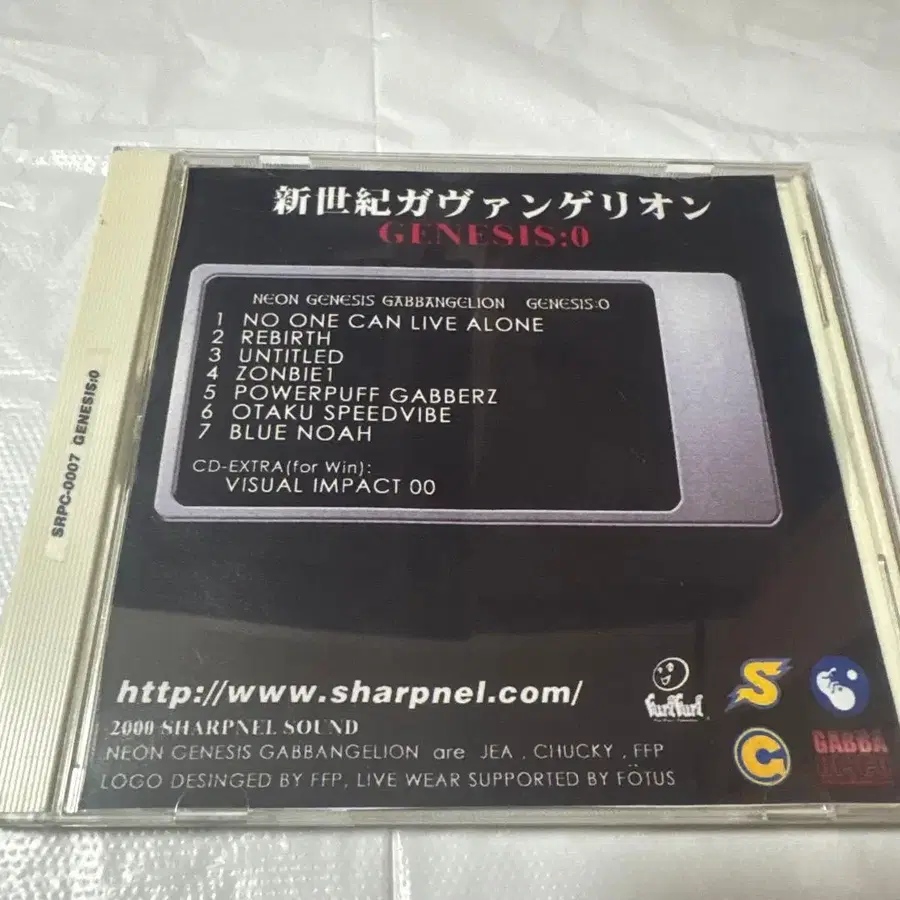 新世紀ガヴァンゲリオン
GENESIS:0
NEON GENESIS GABBANGELION GENESIS:0
1 NO ONE CAN LIVE ALONE
2 REBIRTH
3 UNTITLED
4 ZONBIE1
5 POWERPUFF GABBERZ
6 OTAKU SPEEDVIBE
7 BLUE NOAH
CD-EXTRA(for Win):
VISUAL IMPACT 00
SRPC-0007 GENESIS:0
http://www.sharpnel.com/
2000 SHARPNEL SOUND
NEON GENESIS GABBANGELION are JEA , CHUCKY , FFP
LOGO DESINGED BY FFP, LIVE WEAR SUPPORTED BY FÖTUS
FuriFuri
S
G
GABBA